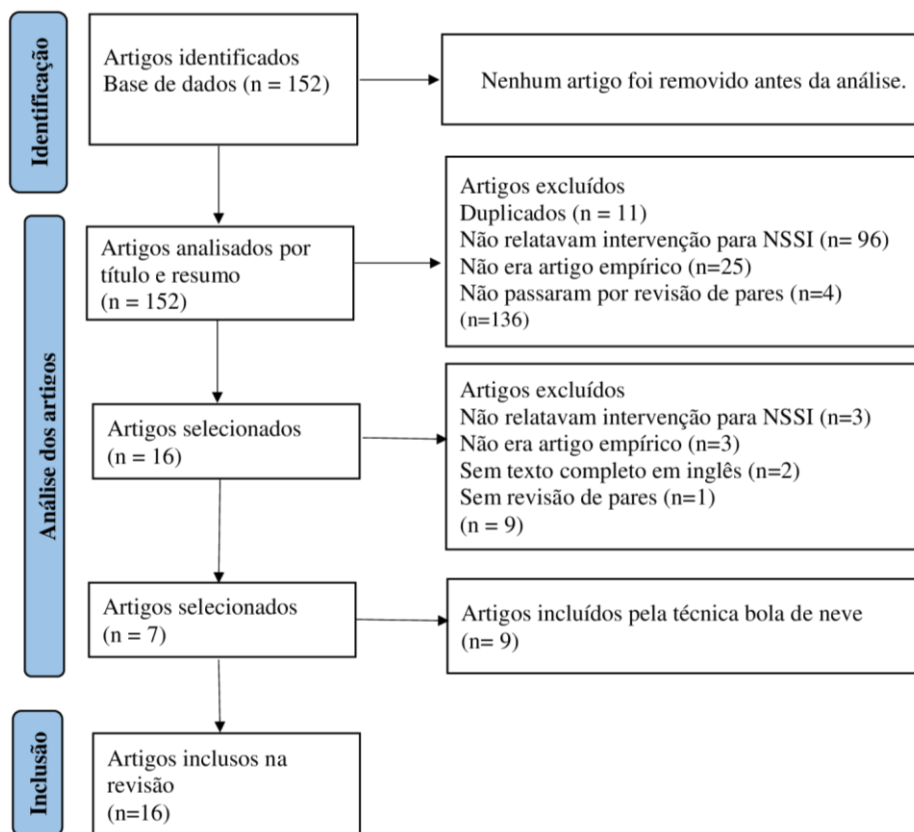 Identificação
Artigos identificados
Base de dados (n = 152)
Nenhum artigo foi removido antes da análise.
Análise dos artigos
Artigos analisados por
título e resumo
(n = 152)
Artigos excluídos
Duplicados (n = 11)
Não relatavam intervenção para NSSI (n= 96)
Não era artigo empírico (n=25)
Não passaram por revisão de pares (n=4)
(n=136)
Artigos selecionados
(n = 16)
Artigos excluídos
Não relatavam intervenção para NSSI (n=3)
Não era artigo empírico (n=3)
Sem texto completo em inglês (n=2)
Sem revisão de pares (n=1)
(n = 9)
Artigos selecionados
(n = 7)
Artigos incluídos pela técnica bola de neve
(n= 9)
Inclusão
Artigos inclusos na
revisão
(n=16)